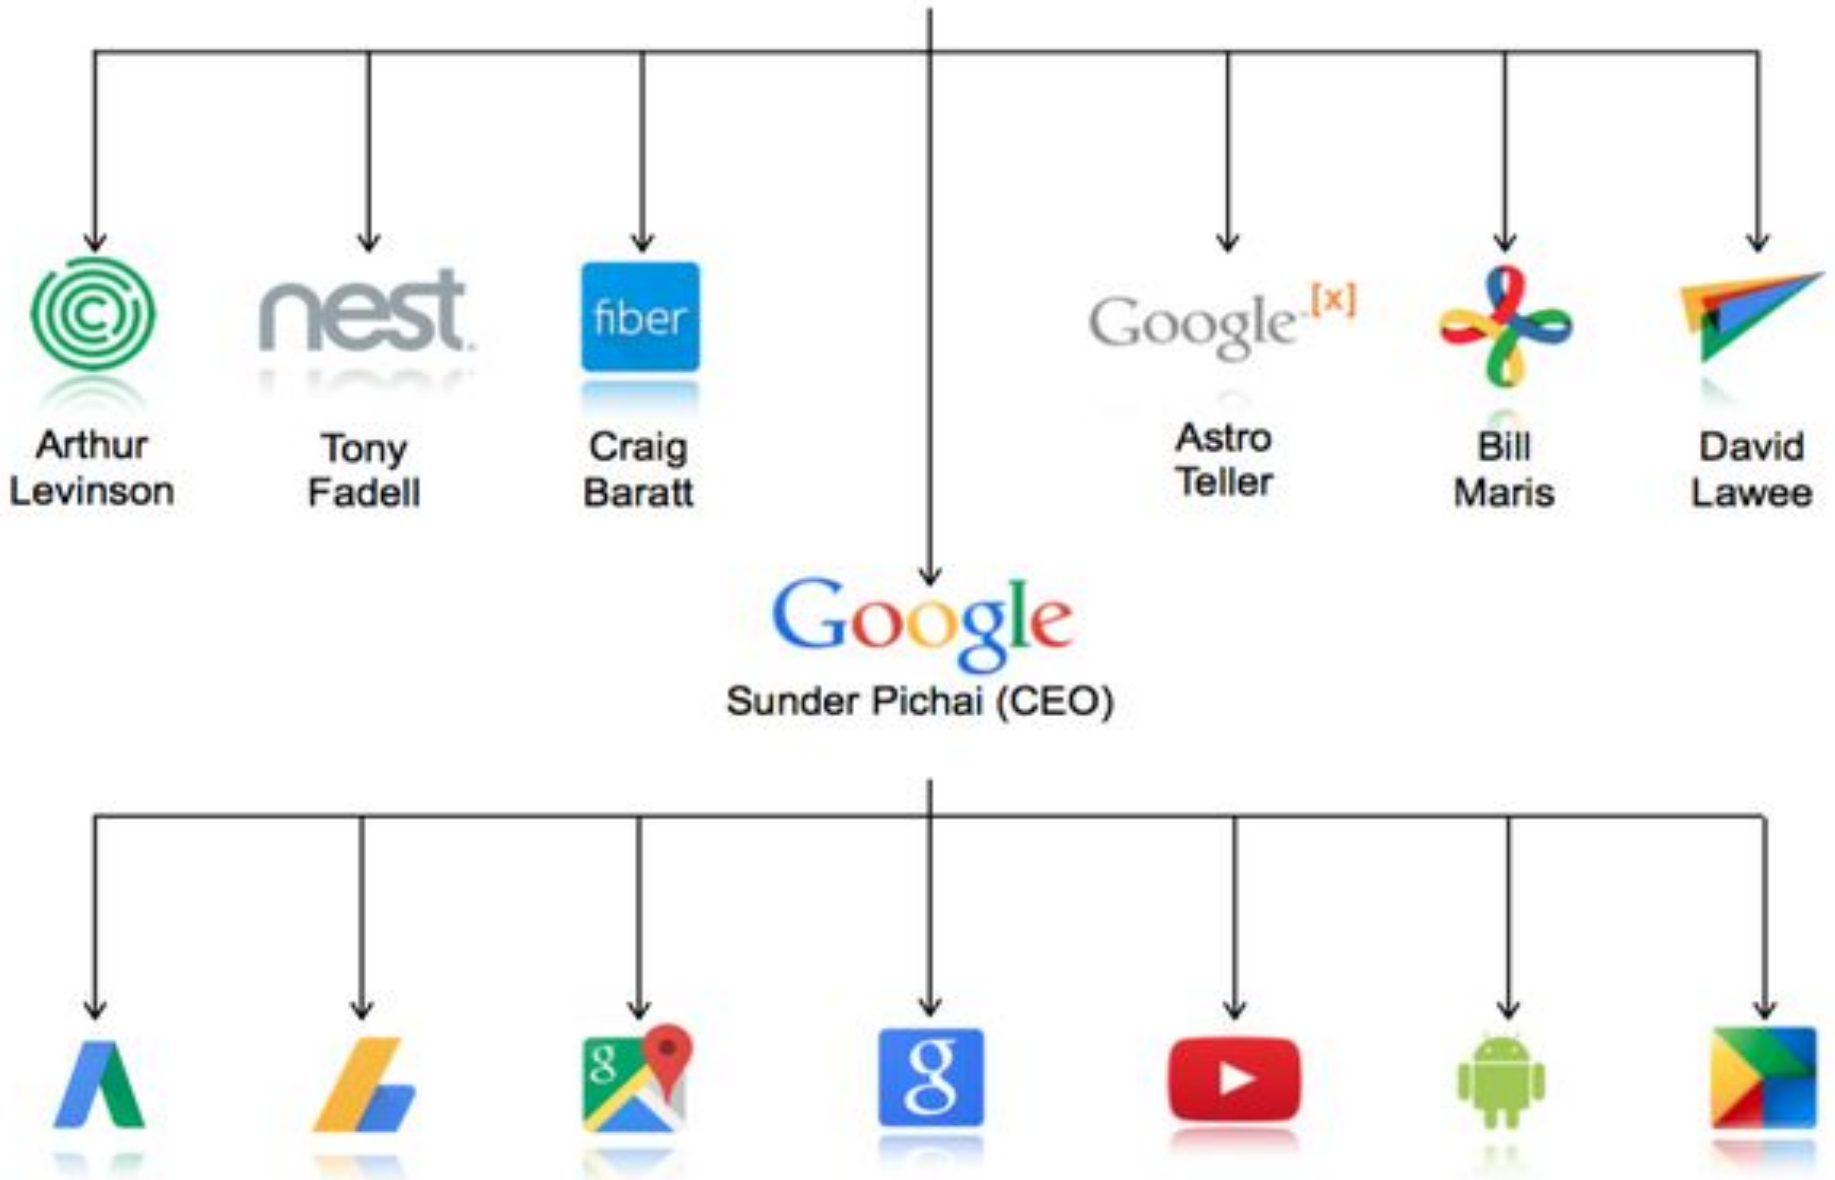 C
nest
fiber
Google [x]
Arthur
Levinson
Tony
Fadell
Craig
Baratt
Astro
Teller
Bill
Maris
David
Lawee
Google
Sunder Pichai (CEO)
g
g